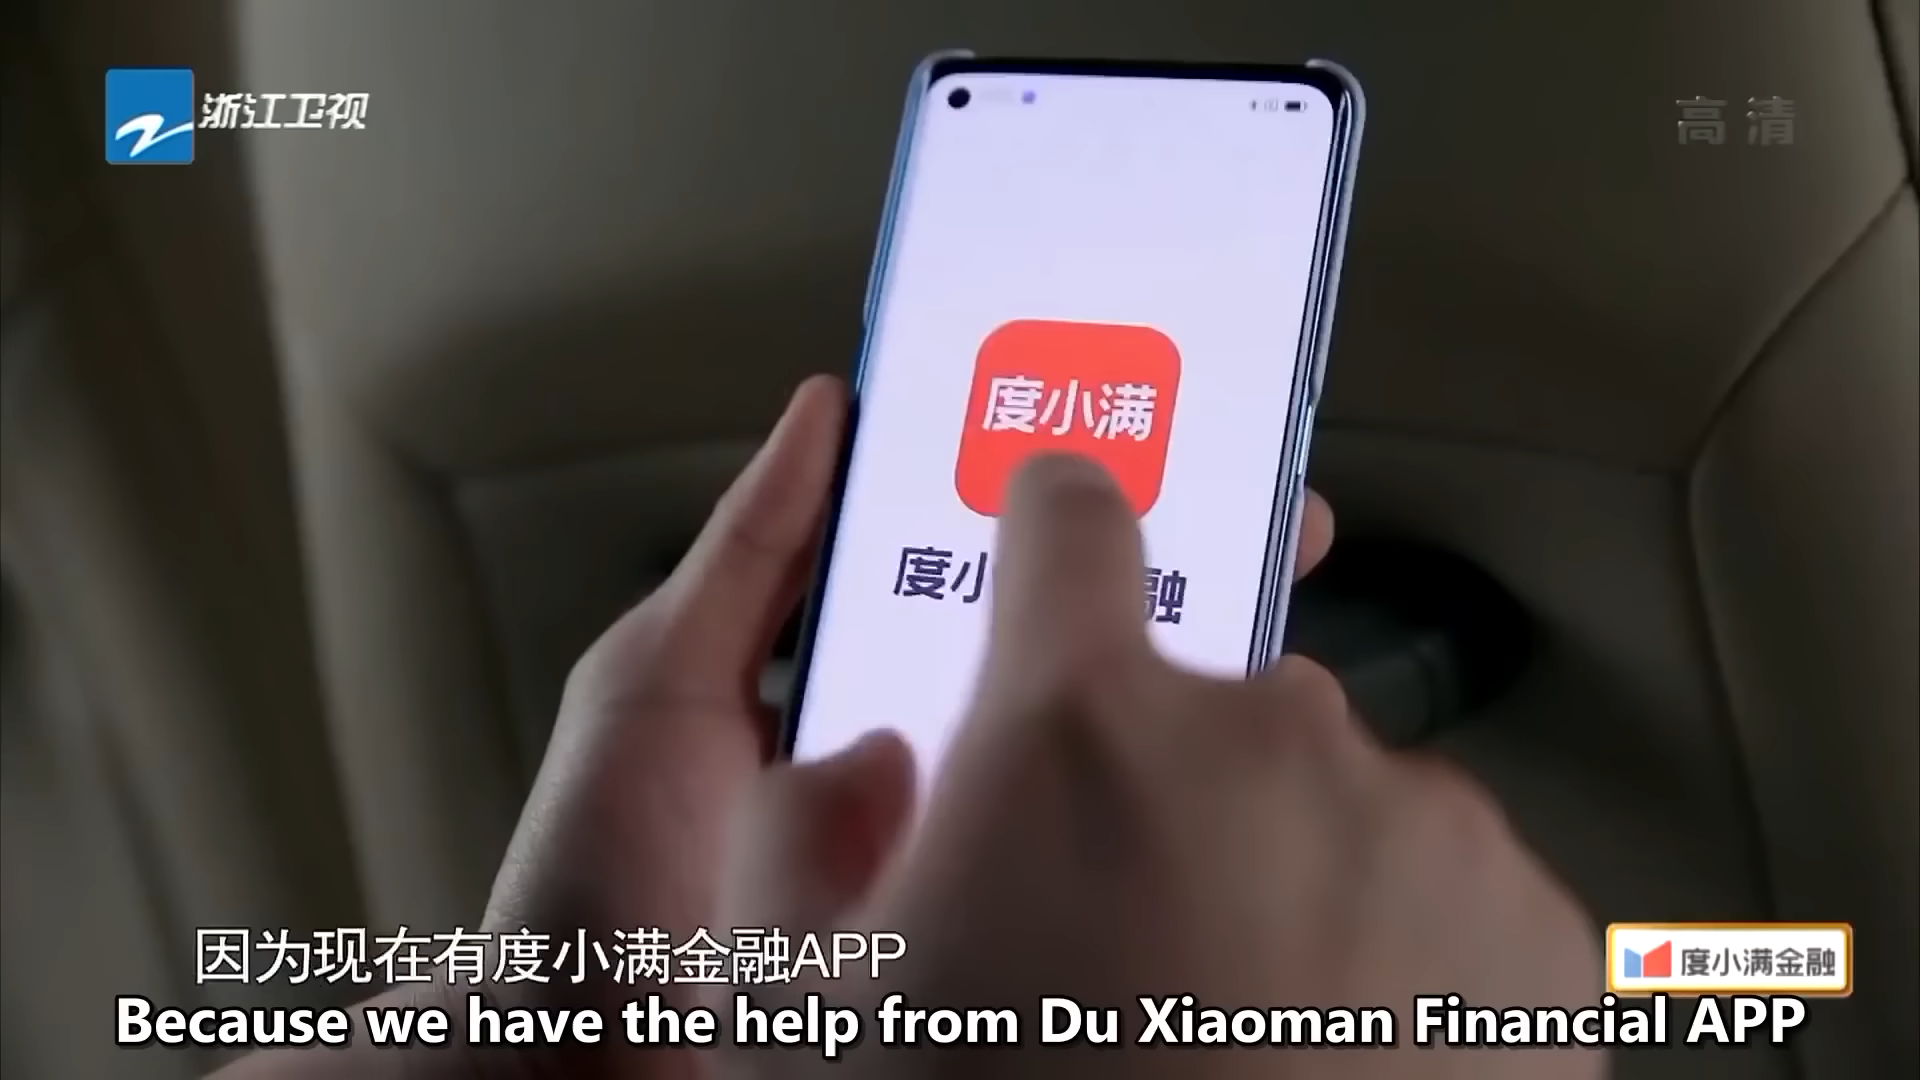 浙江卫视
高清
度小满
度小 融
因为现在有度小满金融APP
度小满金融
Because we have the help from Du Xiaoman Financial APP